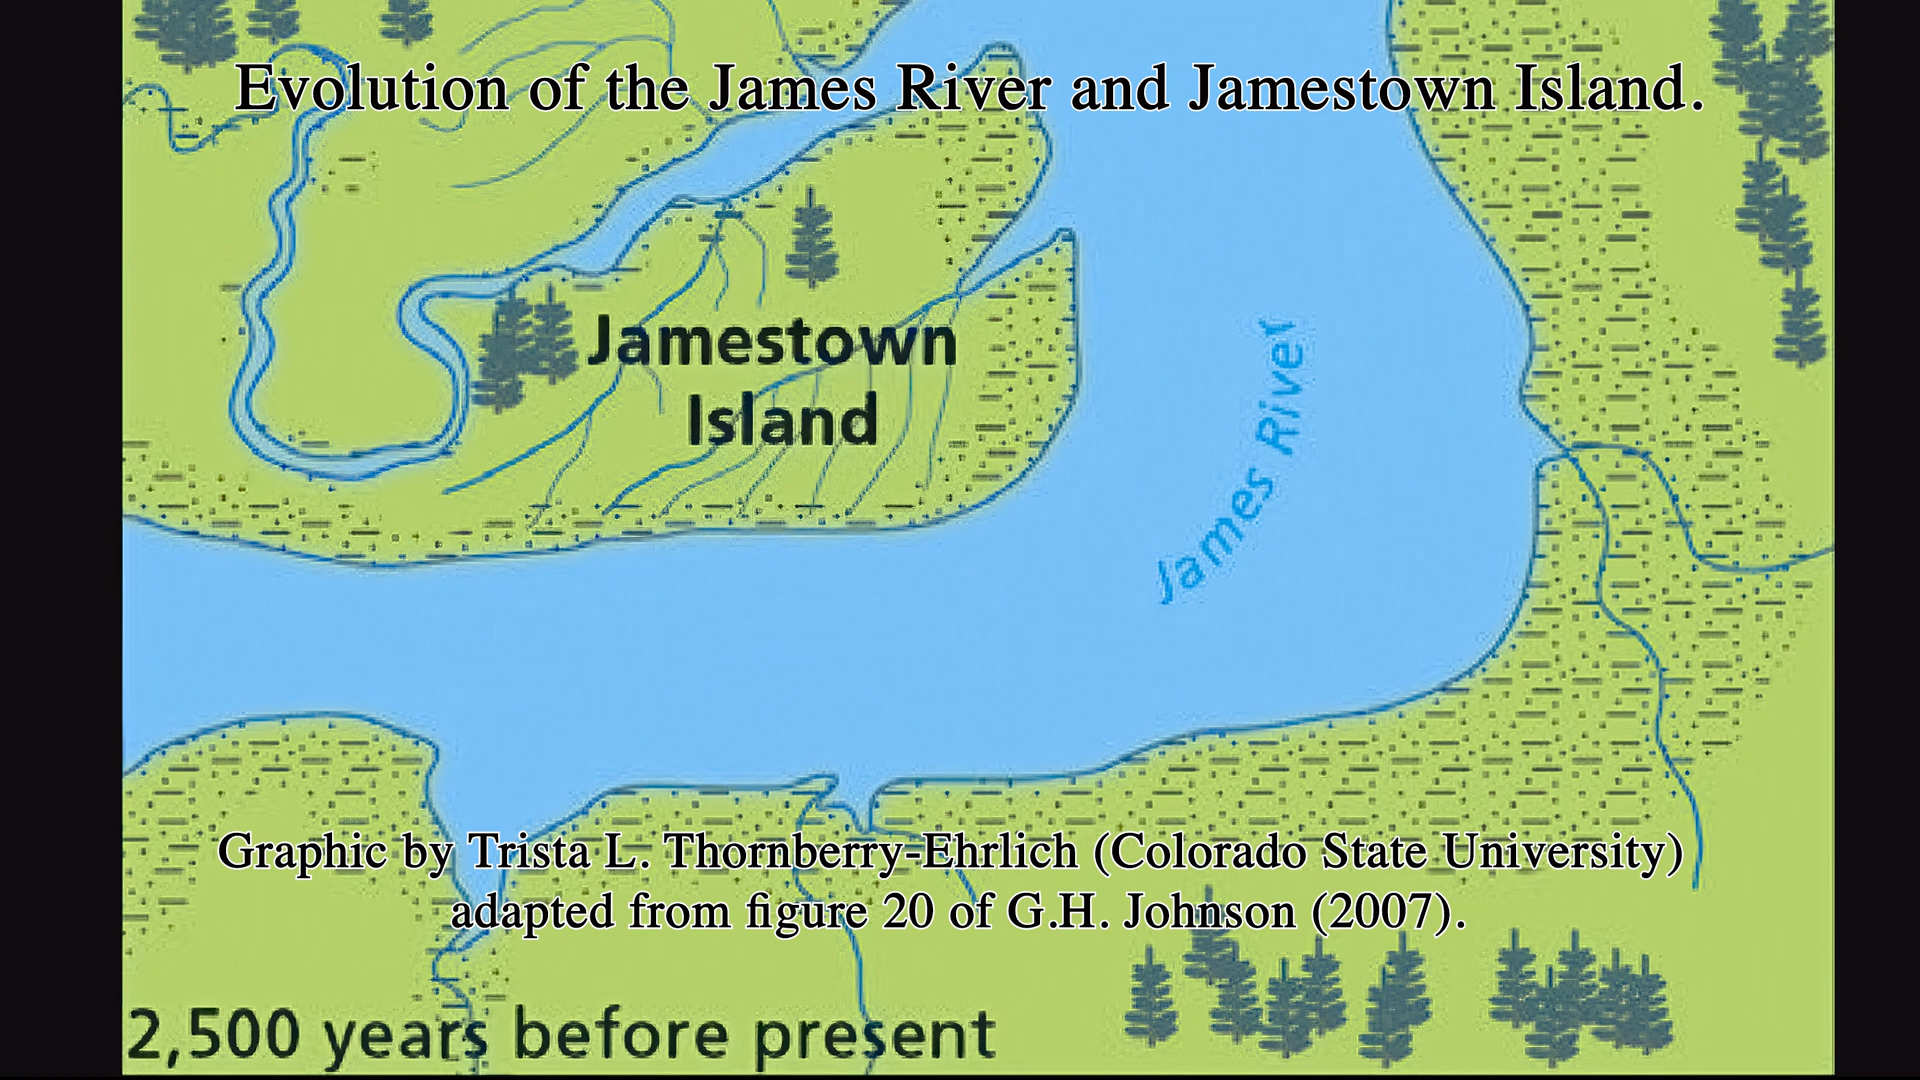 Evolution of the James River and Jamestown Island.
Jamestown
Island
James River
Graphic by Trista L. Thornberry-Ehrlich (Colorado State University)
adapted from figure 20 of G.H. Johnson (2007).
2,500 years before present